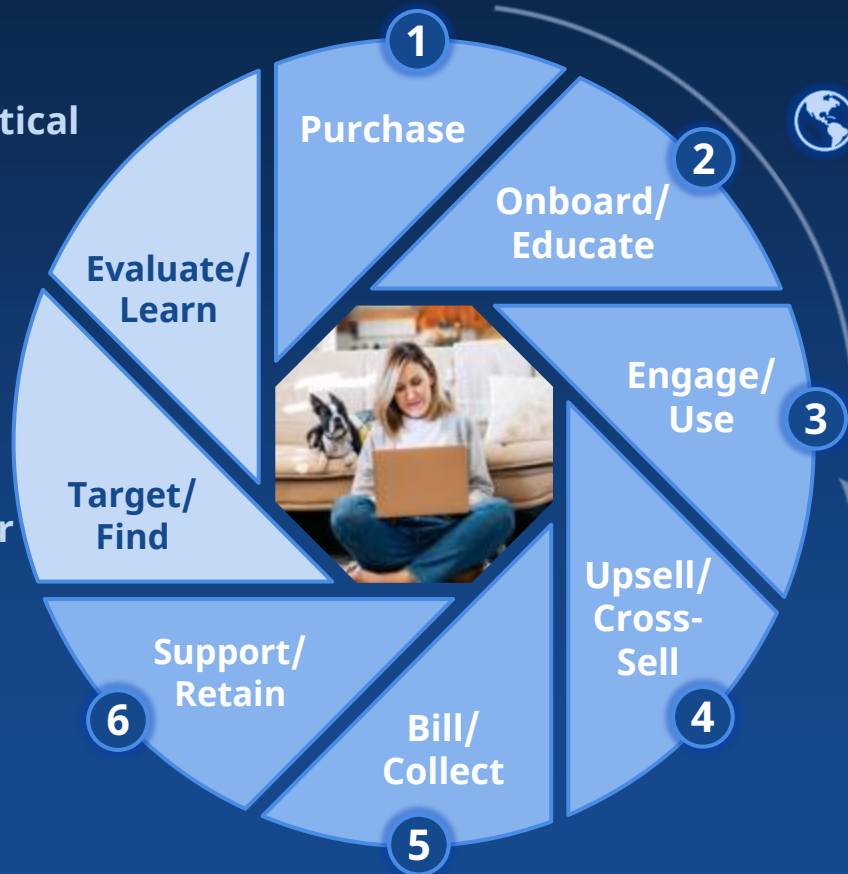 1
Purchase
2
Onboard/
Educate
Engage/
Use
3
Upsell/
Cross-
Sell
4
Bill/
Collect
5
Support/
Retain
6
Target/
Find
Evaluate/
Learn
tical
r